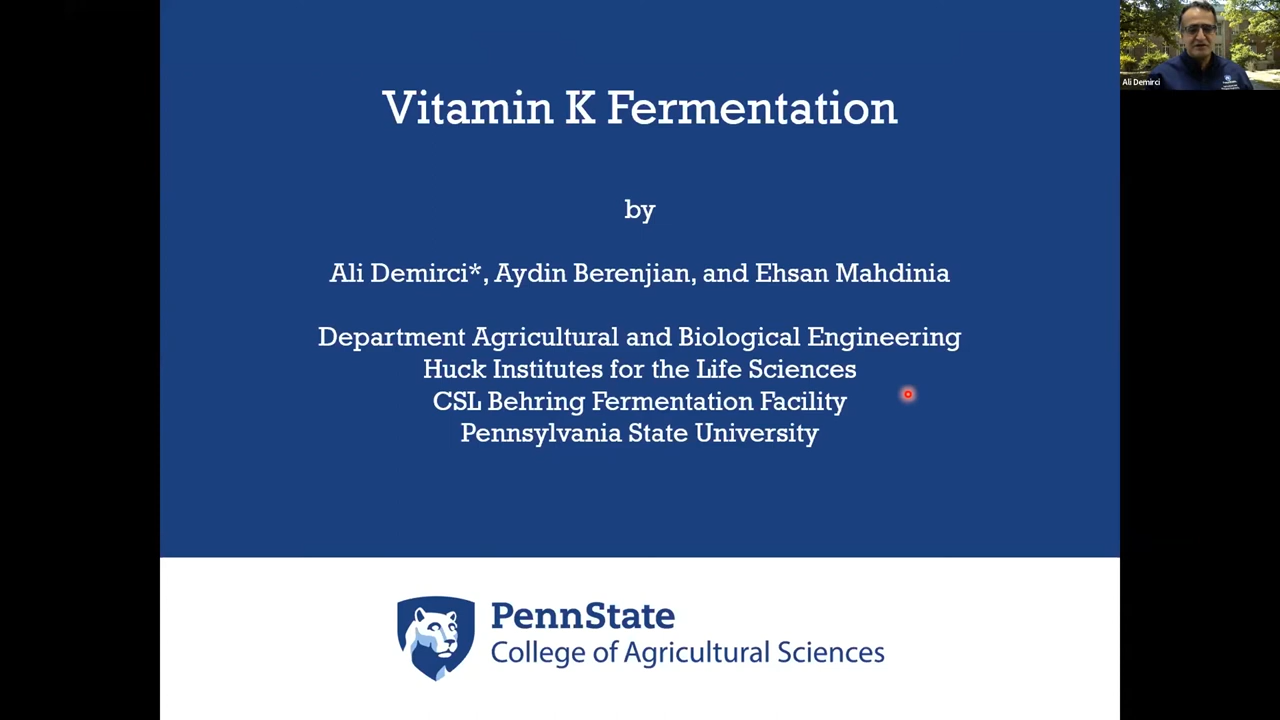 Vitamin K Fermentation
by
Ali Demirci*, Aydin Berenjian, and Ehsan Mahdinia
Department Agricultural and Biological Engineering
Huck Institutes for the Life Sciences
CSL Behring Fermentation Facility
Pennsylvania State University
PennState
College of Agricultural Sciences
Ali Demirci